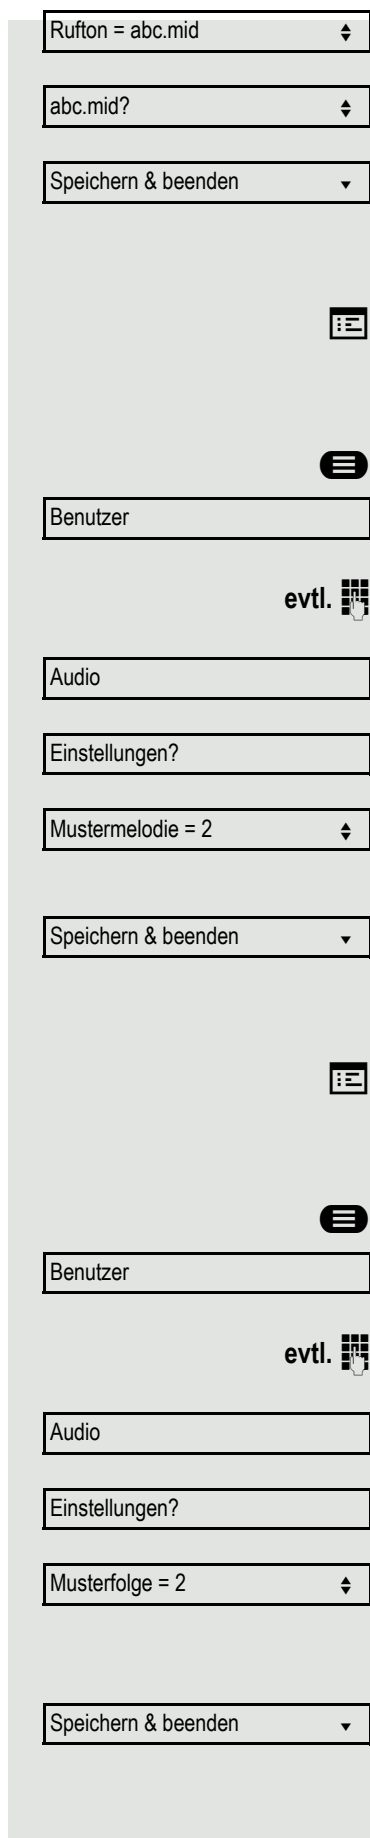 Rufton = abc.mid
abc.mid?
Speichern & beenden
Benutzer
evtl.
Audio
Einstellungen?
Mustermelodie = 2
Speichern & beenden
Benutzer
evtl.
Audio
Einstellungen?
Musterfolge = 2
Speichern & beenden